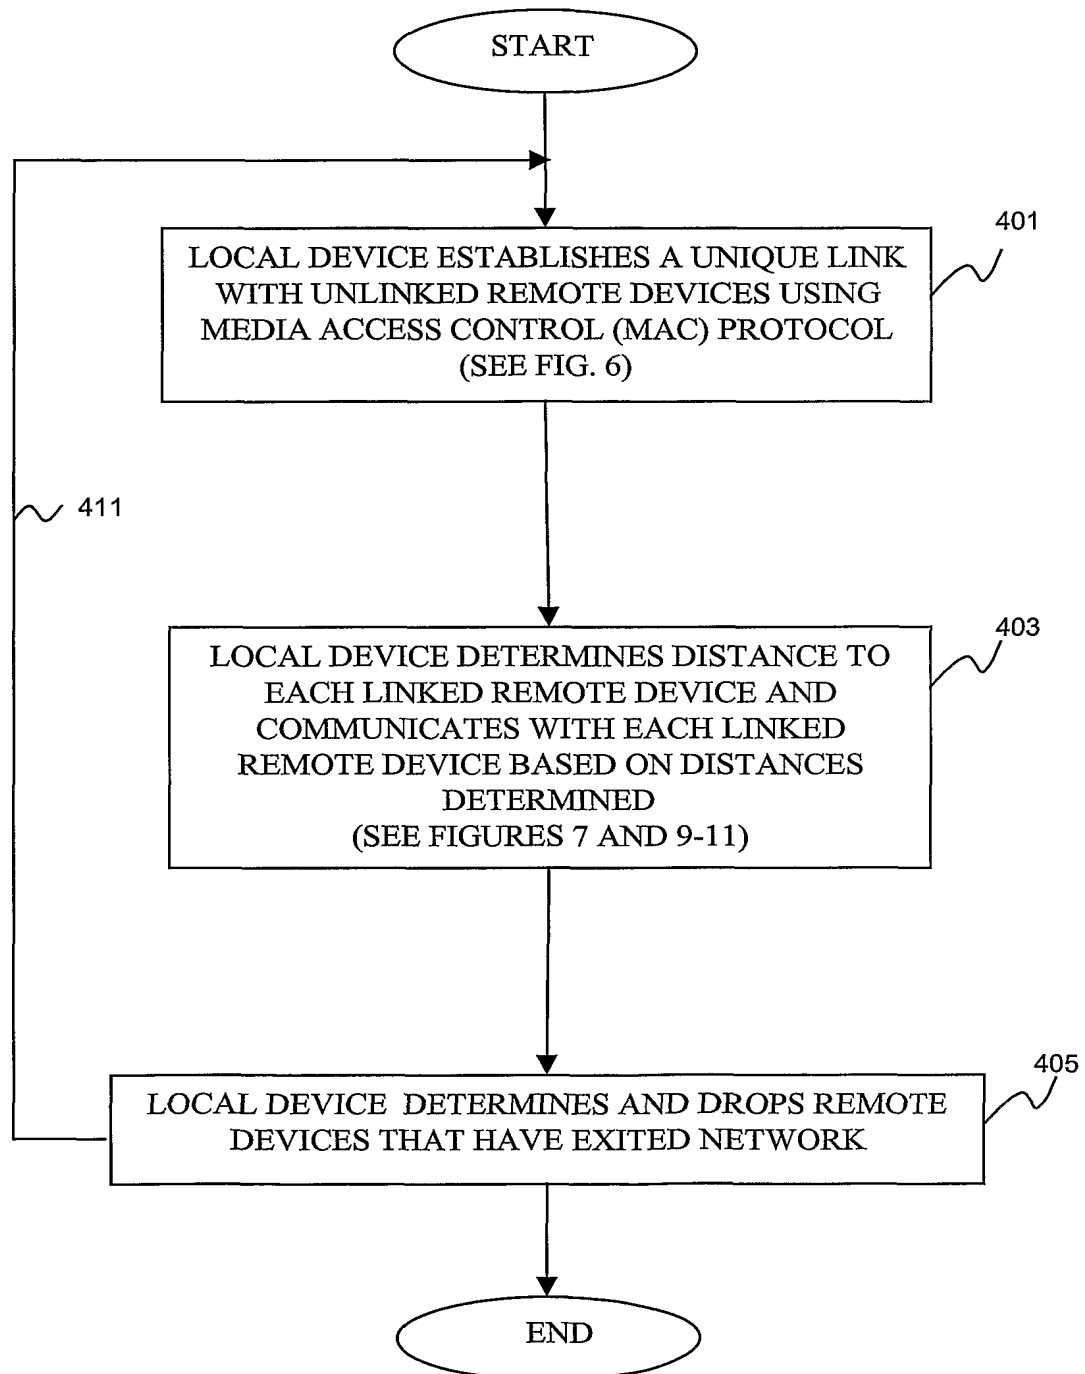 START
401
LOCAL DEVICE ESTABLISHES A UNIQUE LINK
WITH UNLINKED REMOTE DEVICES USING
MEDIA ACCESS CONTROL (MAC) PROTOCOL
(SEE FIG. 6)
411
403
LOCAL DEVICE DETERMINES DISTANCE TO
EACH LINKED REMOTE DEVICE AND
COMMUNICATES WITH EACH LINKED
REMOTE DEVICE BASED ON DISTANCES
DETERMINED
(SEE FIGURES 7 AND 9-11)
405
LOCAL DEVICE DETERMINES AND DROPS REMOTE
DEVICES THAT HAVE EXITED NETWORK
END